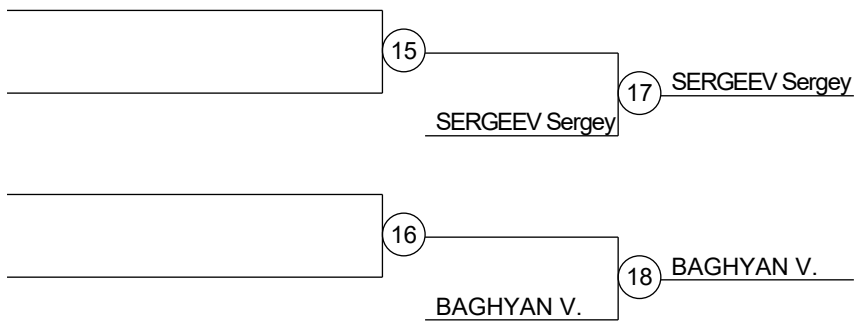 15
17 SERGEEV Sergey
SERGEEV Sergey
16
18 BAGHYAN V.
BAGHYAN V.